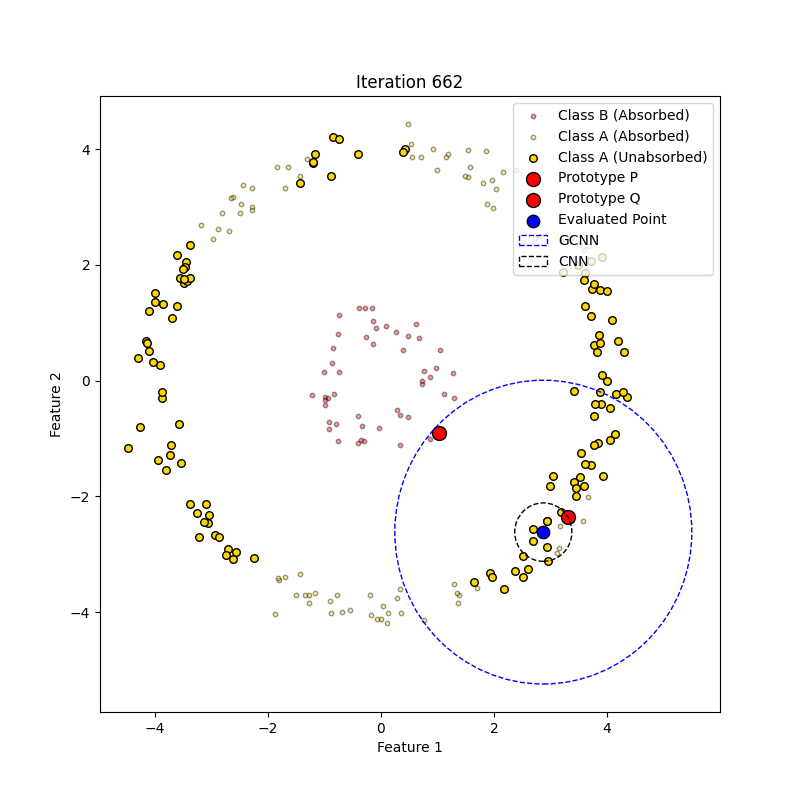 Iteration 662
Class B (Absorbed)
Class A (Absorbed)
Class A (Unabsorbed)
Prototype P
Prototype Q
Evaluated Point
GCNN
CNN
4
2
0
−2
−4
Feature 2
−4
−2
0
2
4
Feature 1